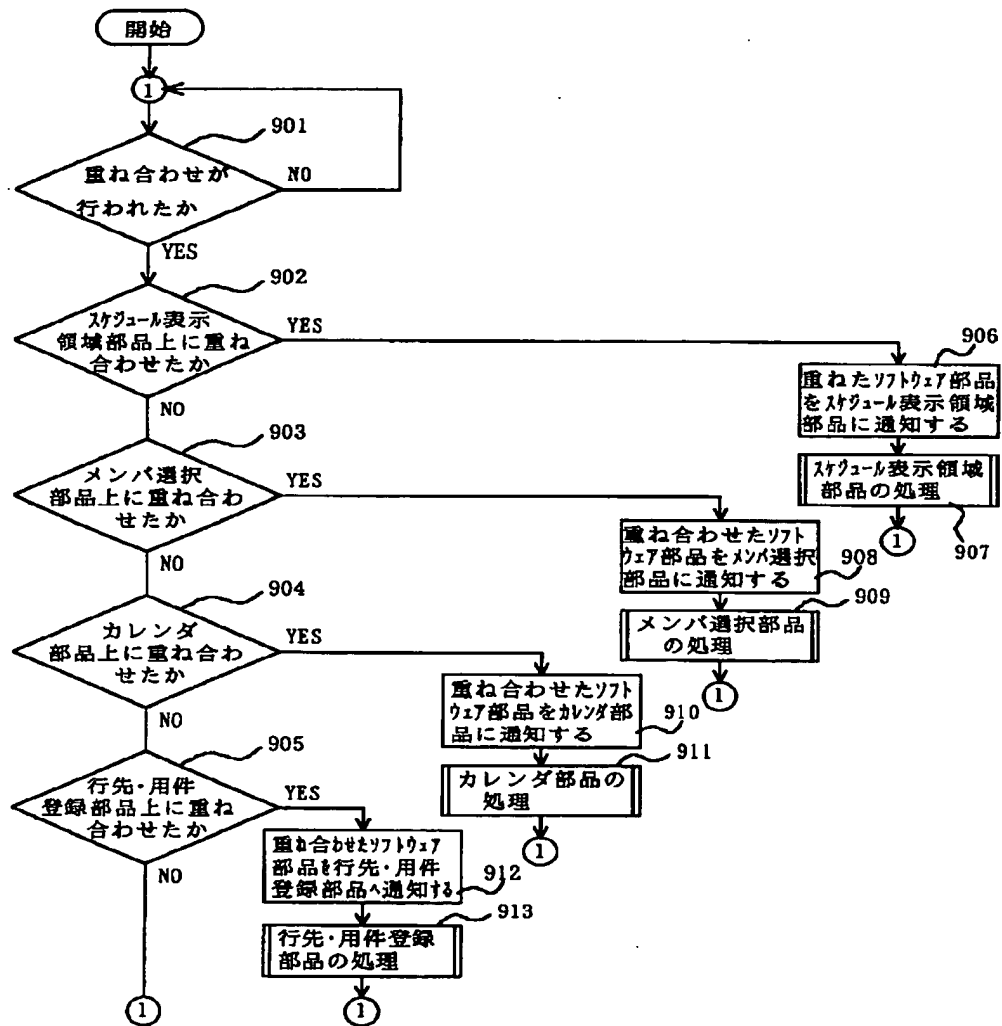 開始
1
901
重ね合わせが
行われたか
NO
YES
902
ｽｹｼﾞｭｰﾙ表示
領域部品上に重ね
合わせたか
YES
NO
906
重ねたｿﾌﾄｳｪｱ部品
をｽｹｼﾞｭｰﾙ表示領域
部品に通知する
ｽｹｼﾞｭｰﾙ表示領域
部品の処理
907
1
903
メンバ選択
部品上に重ね合わ
せたか
YES
NO
重ね合わせたｿﾌﾄ
ｳｪｱ部品をﾒﾝﾊﾞ選択
部品に通知する
908
909
メンバ選択部品
の処理
1
904
カレンダ
部品上に重ね合わ
せたか
YES
NO
重ね合わせたｿﾌﾄ
ｳｪｱ部品をｶﾚﾝﾀﾞ部
品に通知する
910
911
カレンダ部品の
処理
1
905
行先・用件
登録部品上に重ね
合わせたか
YES
NO
重ね合わせたｿﾌﾄｳｪｱ
部品を行先・用件
登録部品へ通知する
912
913
行先・用件登録
部品の処理
1
1